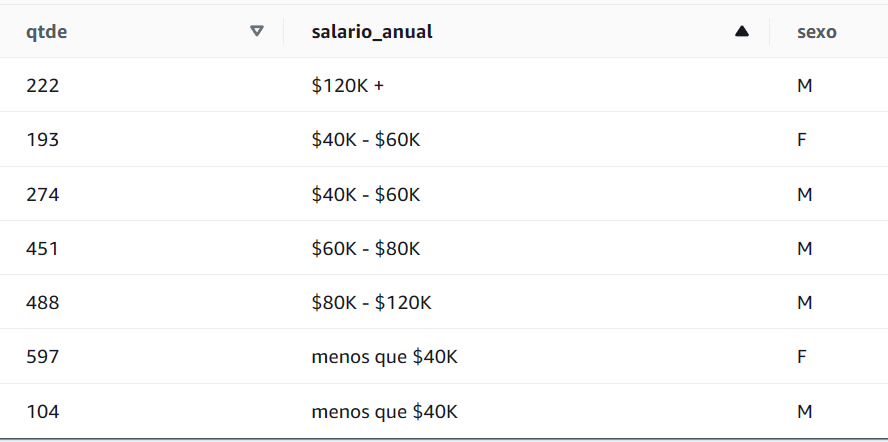 qtde salario_anual sexo
222 $120K + M
193 $40K - $60K F
274 $40K - $60K M
451 $60K - $80K M
488 $80K - $120K M
597 menos que $40K F
104 menos que $40K M